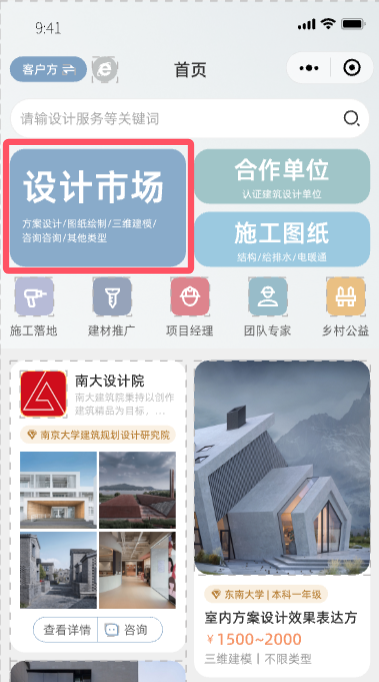 9:41
客户方
首页
请输设计服务等关键词
设计市场
方案设计/图纸绘制/三维建模/
咨询咨询/其他类型
合作单位
认证建筑设计单位
施工图纸
结构/给排水/电暖通
施工落地
建材推广
项目经理
团队专家
乡村公益
南大设计院
南大建筑院秉持以创作
建筑精品为目标，...
南京大学建筑规划设计研究院
查看详情
咨询
东南大学 | 本科一年级
室内方案设计效果表达方
¥1500~2000
三维建模 | 不限类型